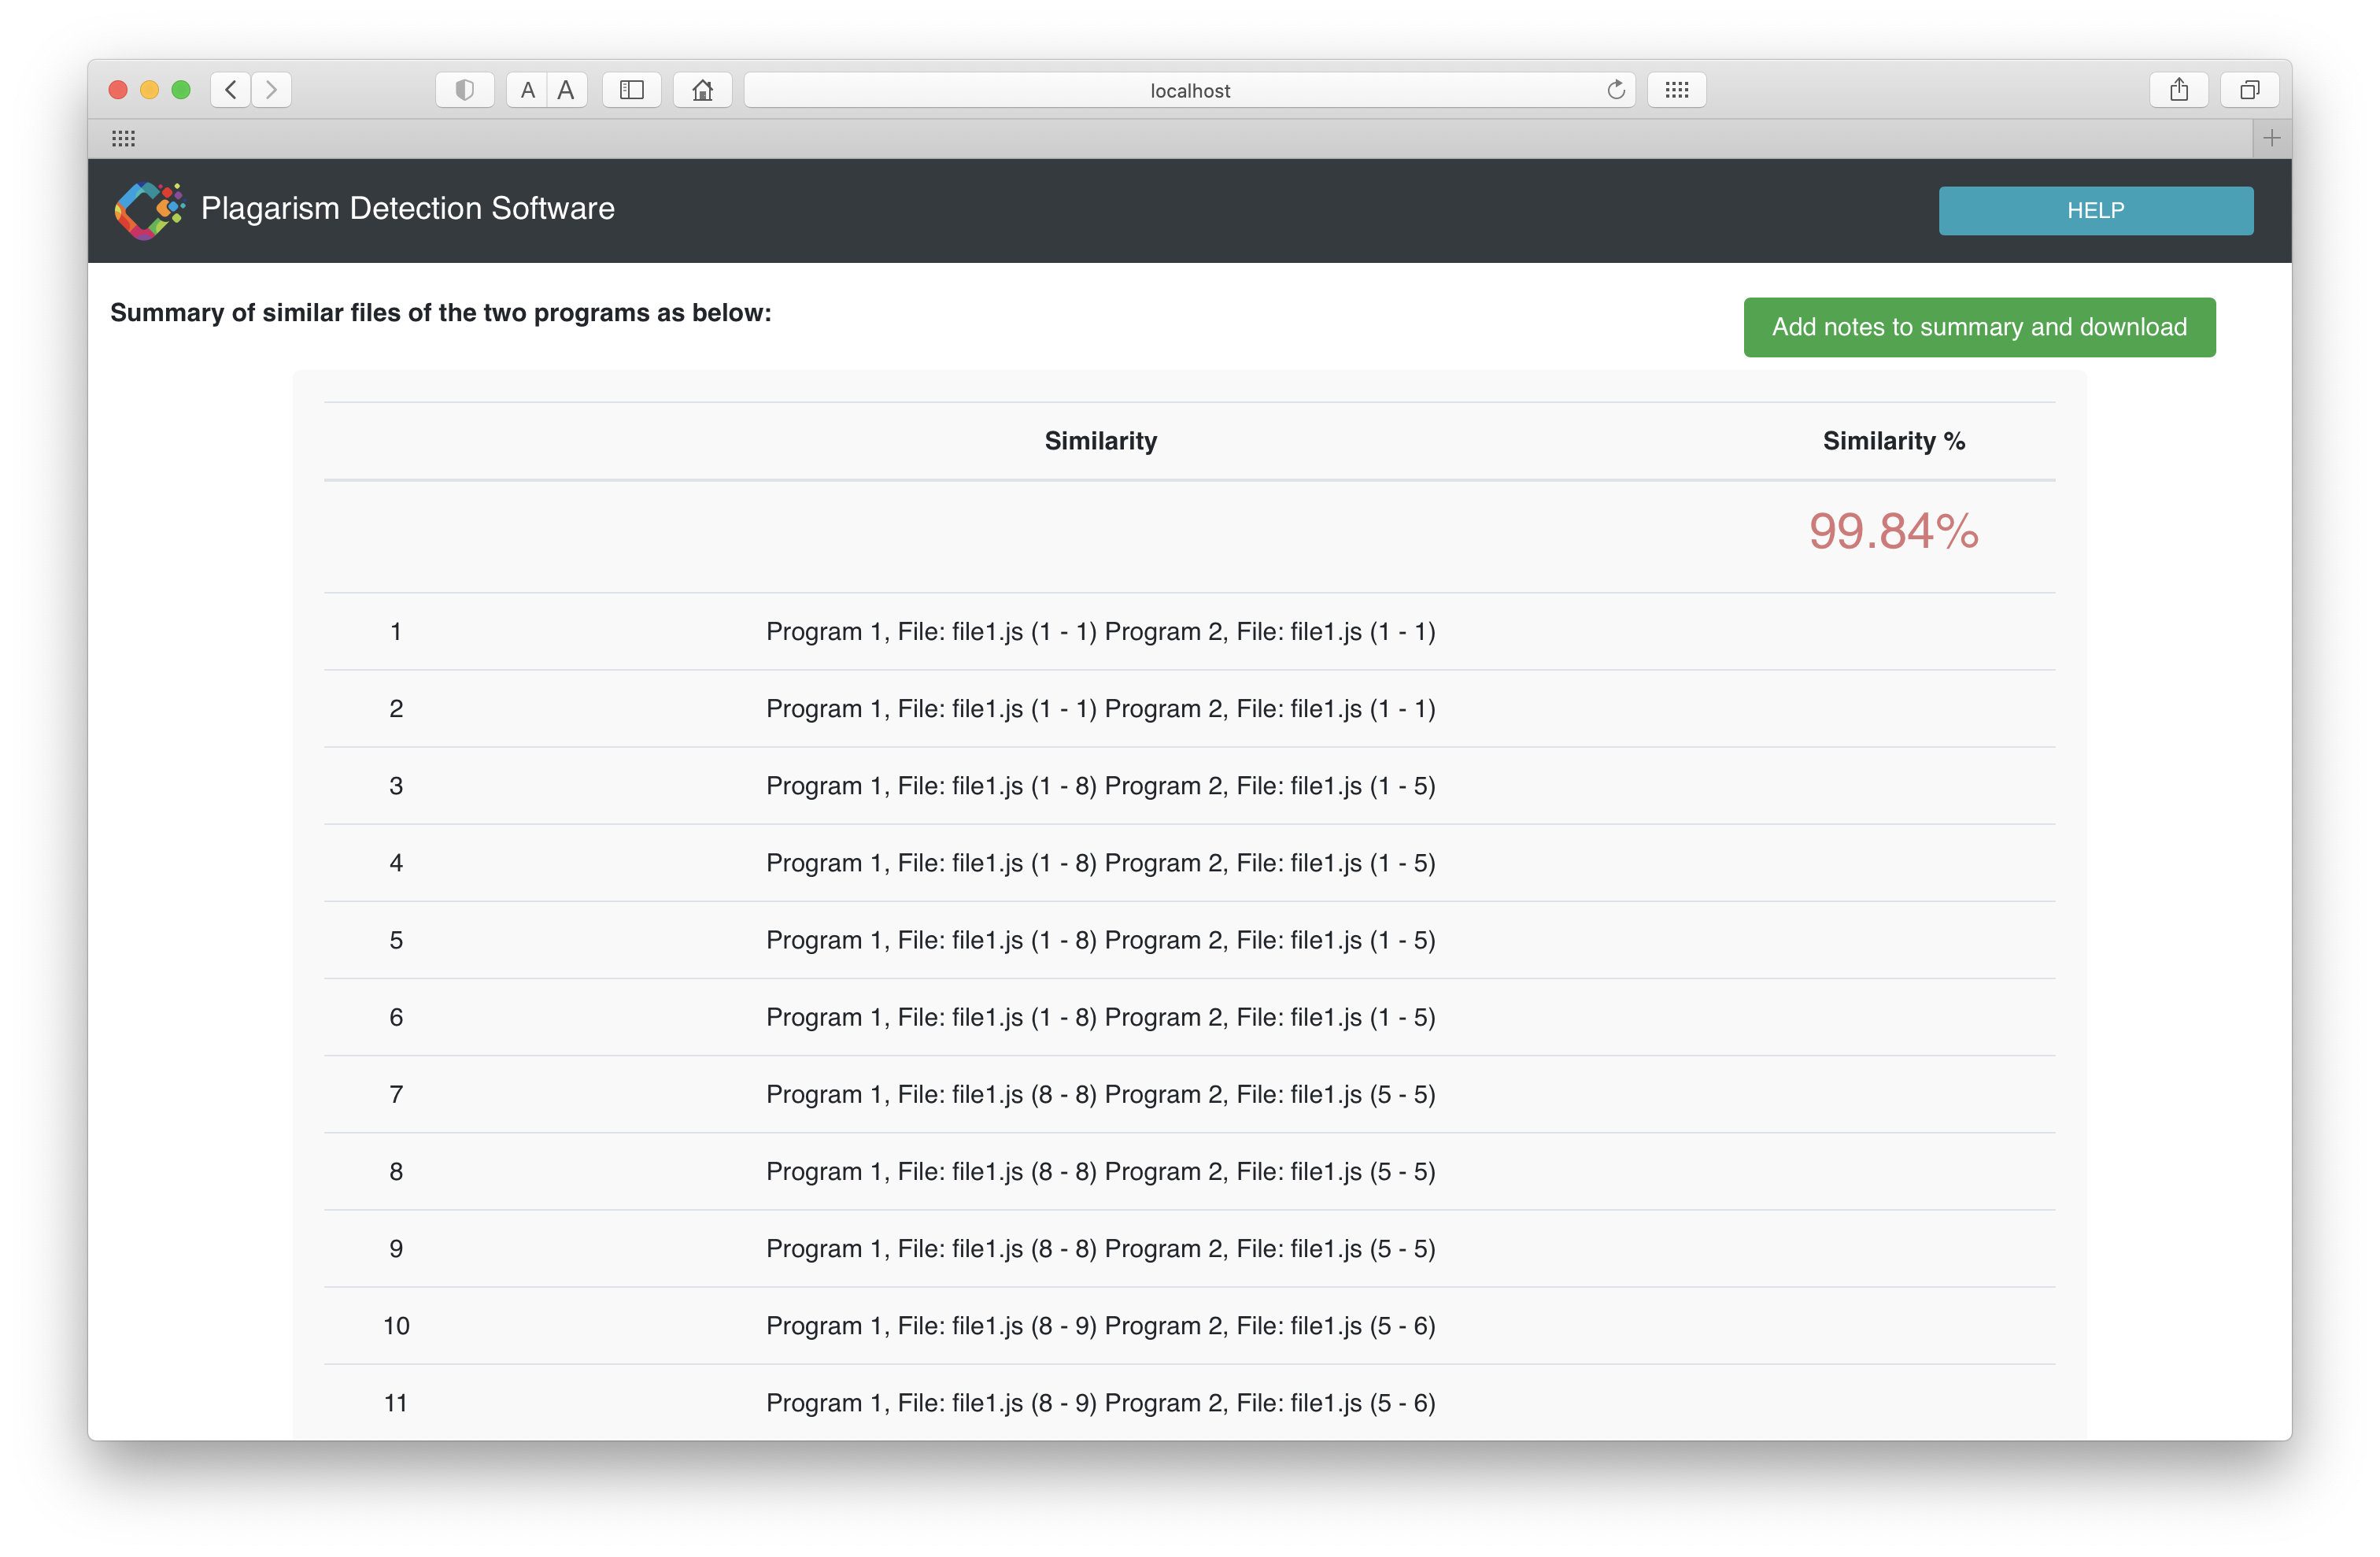 A A localhost
Plagarism Detection Software HELP
Summary of similar files of the two programs as below:
Add notes to summary and download
Similarity Similarity %
99.84%
1 Program 1, File: file1.js (1 - 1) Program 2, File: file1.js (1 - 1)
2 Program 1, File: file1.js (1 - 1) Program 2, File: file1.js (1 - 1)
3 Program 1, File: file1.js (1 - 8) Program 2, File: file1.js (1 - 5)
4 Program 1, File: file1.js (1 - 8) Program 2, File: file1.js (1 - 5)
5 Program 1, File: file1.js (1 - 8) Program 2, File: file1.js (1 - 5)
6 Program 1, File: file1.js (1 - 8) Program 2, File: file1.js (1 - 5)
7 Program 1, File: file1.js (8 - 8) Program 2, File: file1.js (5 - 5)
8 Program 1, File: file1.js (8 - 8) Program 2, File: file1.js (5 - 5)
9 Program 1, File: file1.js (8 - 8) Program 2, File: file1.js (5 - 5)
10 Program 1, File: file1.js (8 - 9) Program 2, File: file1.js (5 - 6)
11 Program 1, File: file1.js (8 - 9) Program 2, File: file1.js (5 - 6)